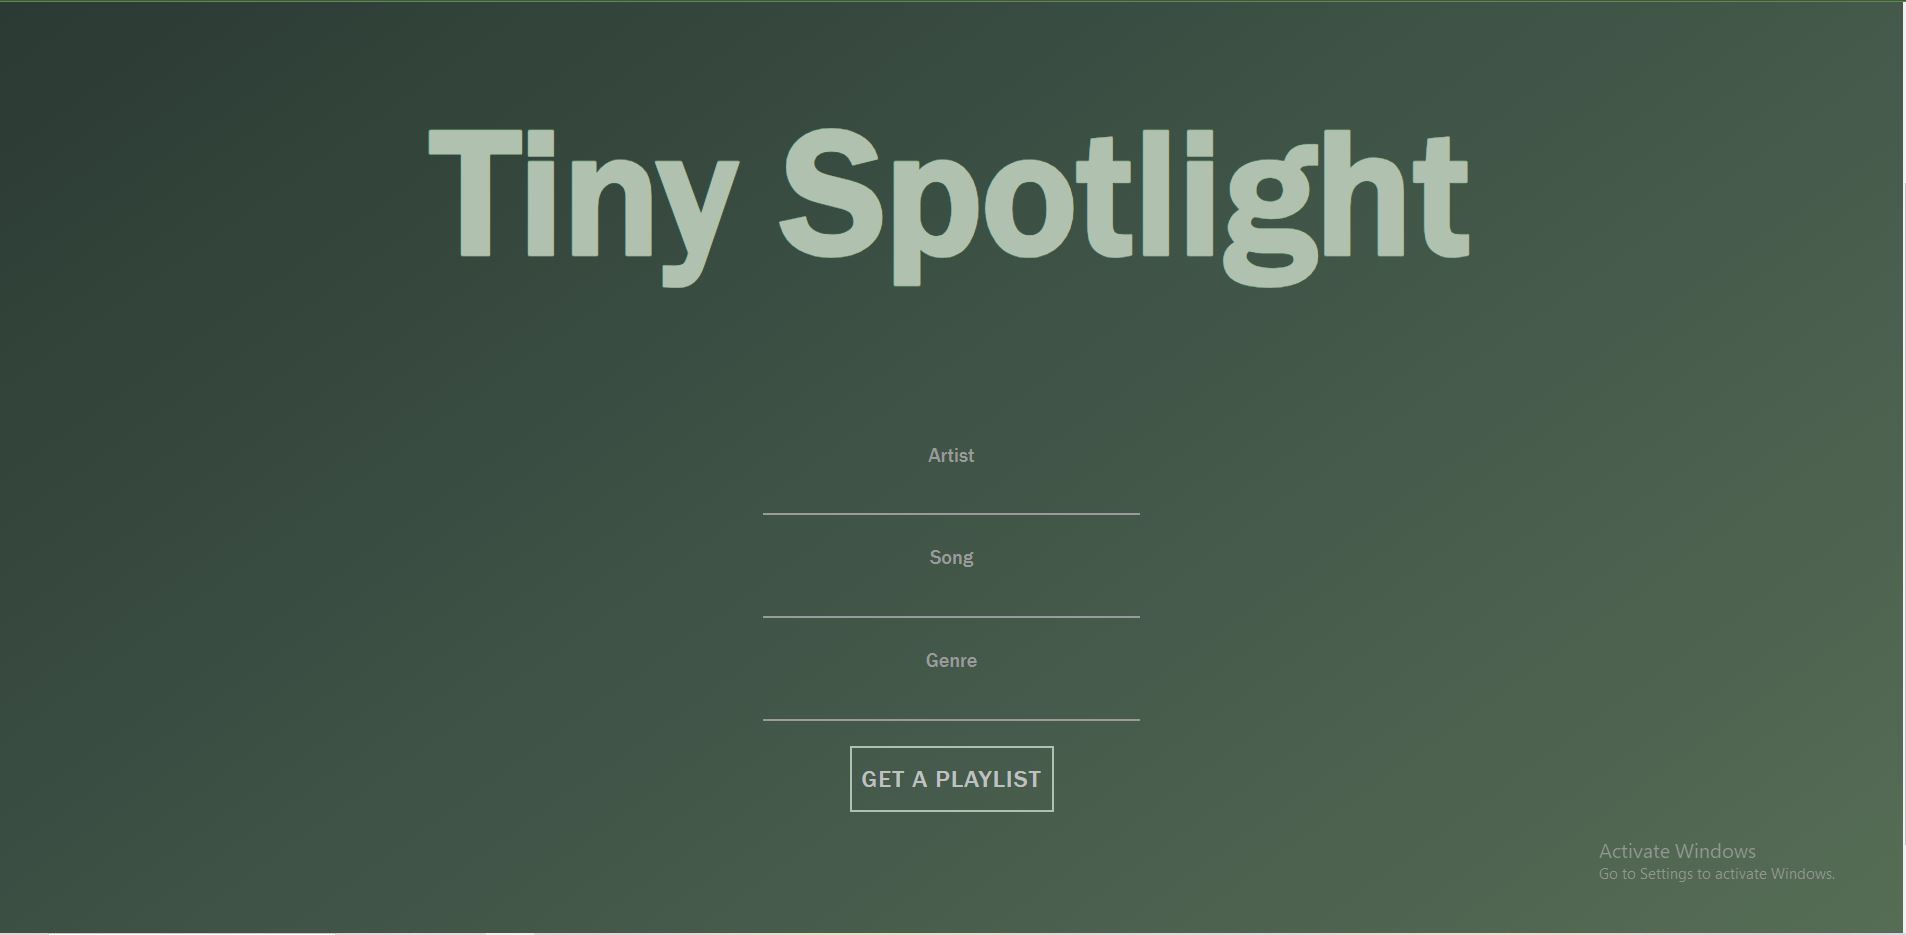 Tiny Spotlight
Artist
Song
Genre
GET A PLAYLIST
Activate Windows
Go to Settings to activate Windows.